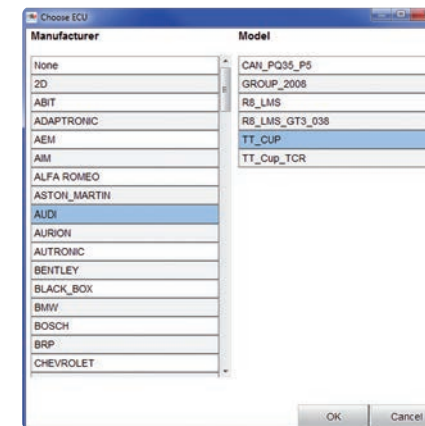 Choose ECU
Manufacturer
Model
None
2D
ABIT
ADAPTRONIC
AEM
AIM
ALFA ROMEO
ASTON_MARTIN
AUDI
AURION
AUTRONIC
BENTLEY
BLACK_BOX
BMW
BOSCH
BRP
CHEVROLET
CAN_PQ35_P5
GROUP_2006
R8_LMS
R8_LMS_GT3_038
TT_CUP
TT_Cup_TCR
OK
Cancel